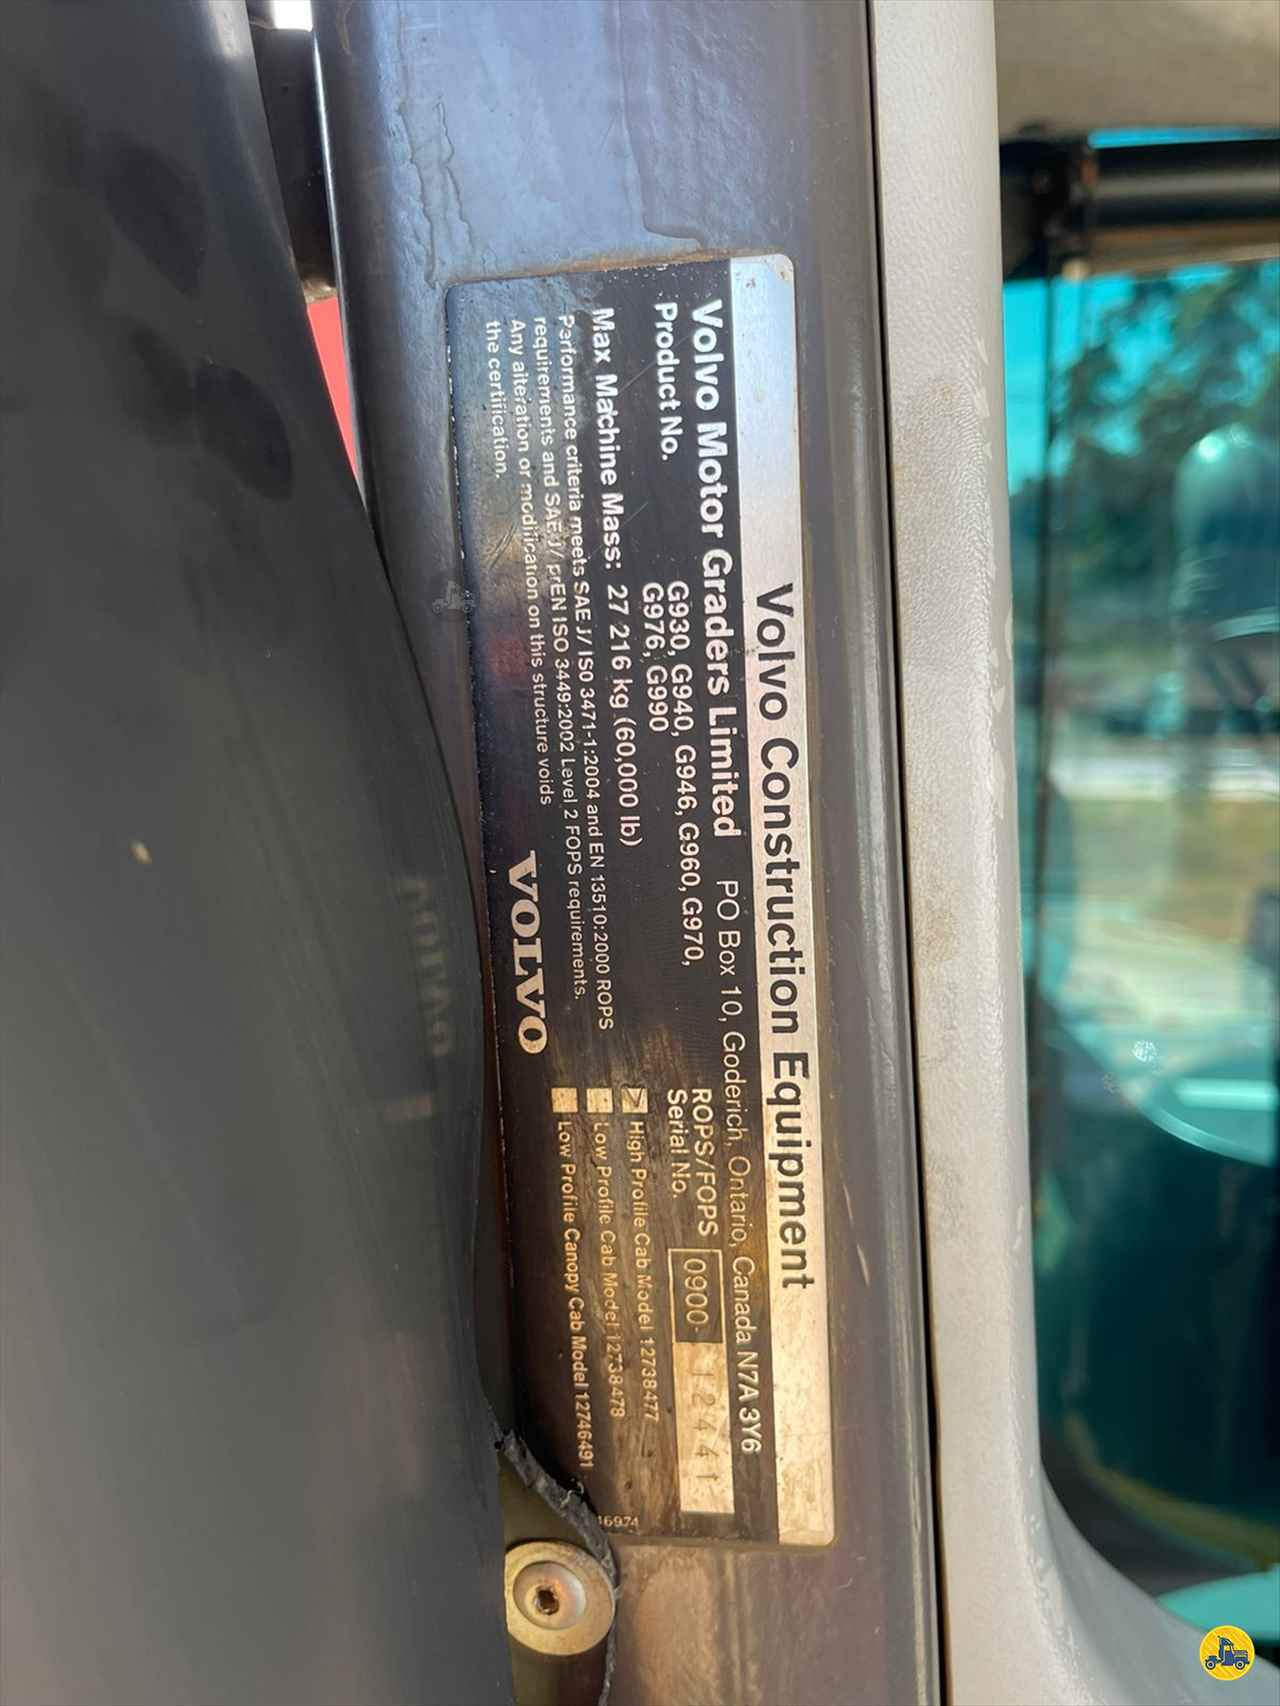 Volvo Construction Equipment
Volvo Motor Graders Limited PO Box 10, Goderich, Ontario, Canada N7A 3Y6
Product No. G930, G940, G946, G960, G970,
G976, G990
ROPS/FOPS
Serial No. 0900- 12441
Max Machine Mass: 27 216 kg (60,000 lb)
High Profile Cab Model 12738477
Low Profile Cab Model 12738478
Low Profile Canopy Cab Model 12746491
Performance criteria meets SAE J/ ISO 3471-1:2004 and EN 13510:2000 ROPS
requirements and SAE J/ prEN ISO 3449:2002 Level 2 FOPS requirements.
Any alteration or modification on this structure voids
the certification.
VOLVO